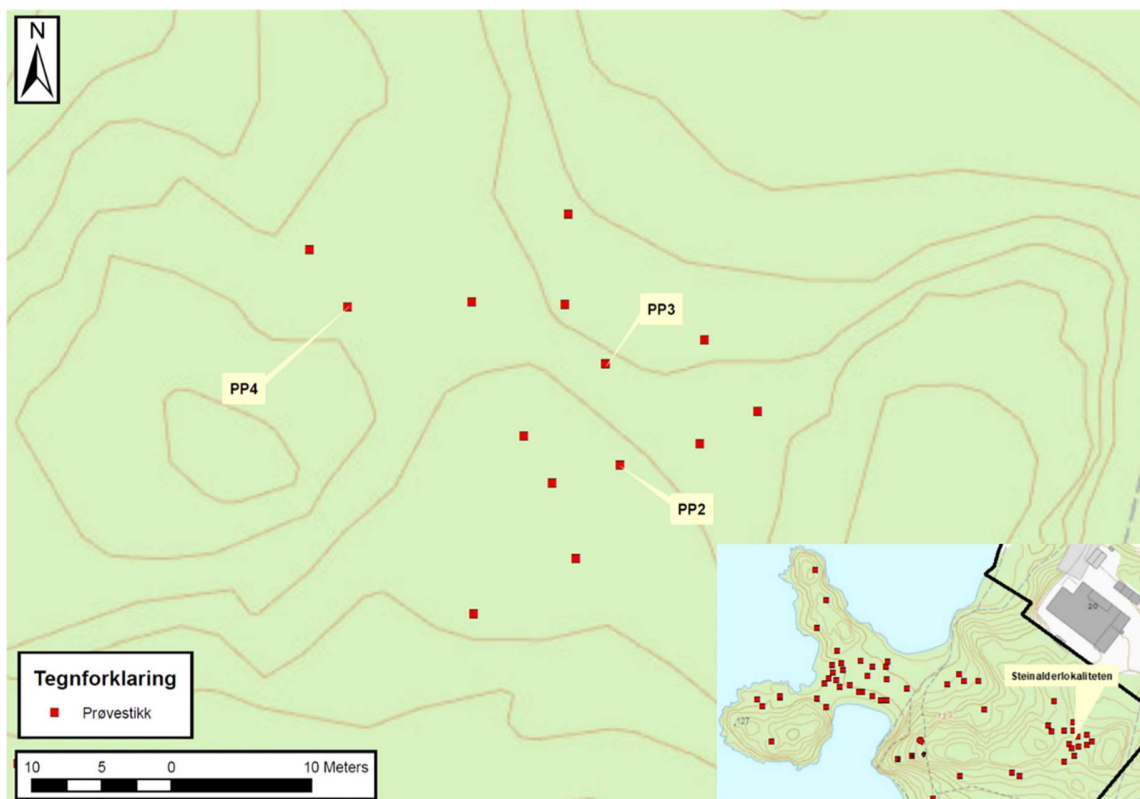 N
PP3
PP4
PP2
20
Steinalderlokaliteten
127
Tegnforklaring
Prøvestikk
10 5 0 10 Meters